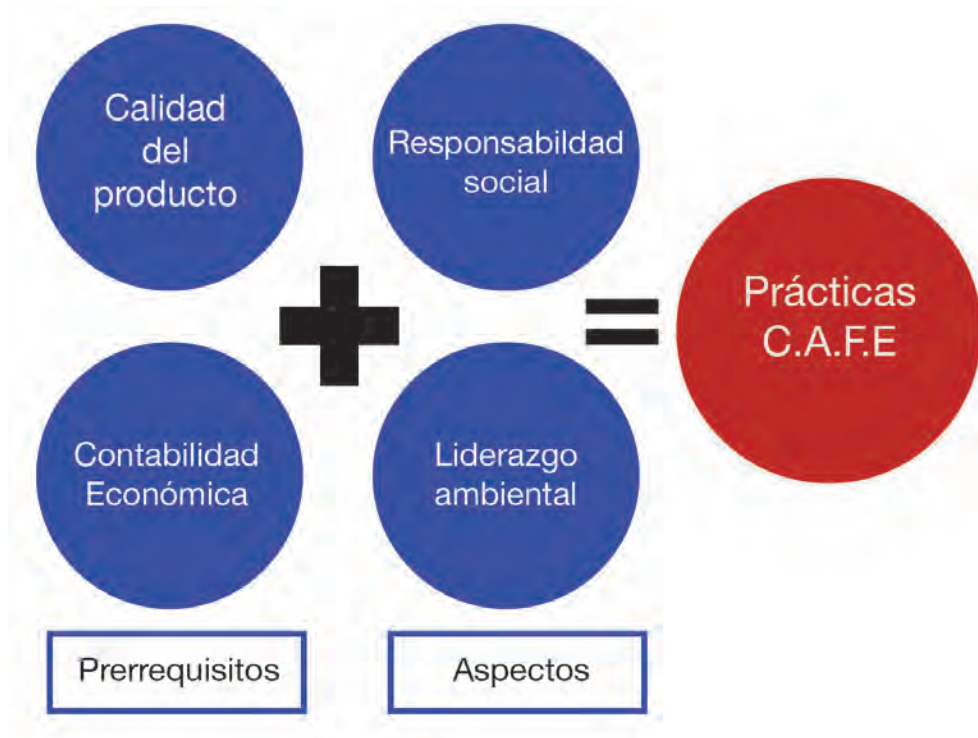 Calidad
del
producto
Responsabildad
social
Contabilidad
Económica
Liderazgo
ambiental
Prácticas
C.A.F.E
Prerrequisitos
Aspectos